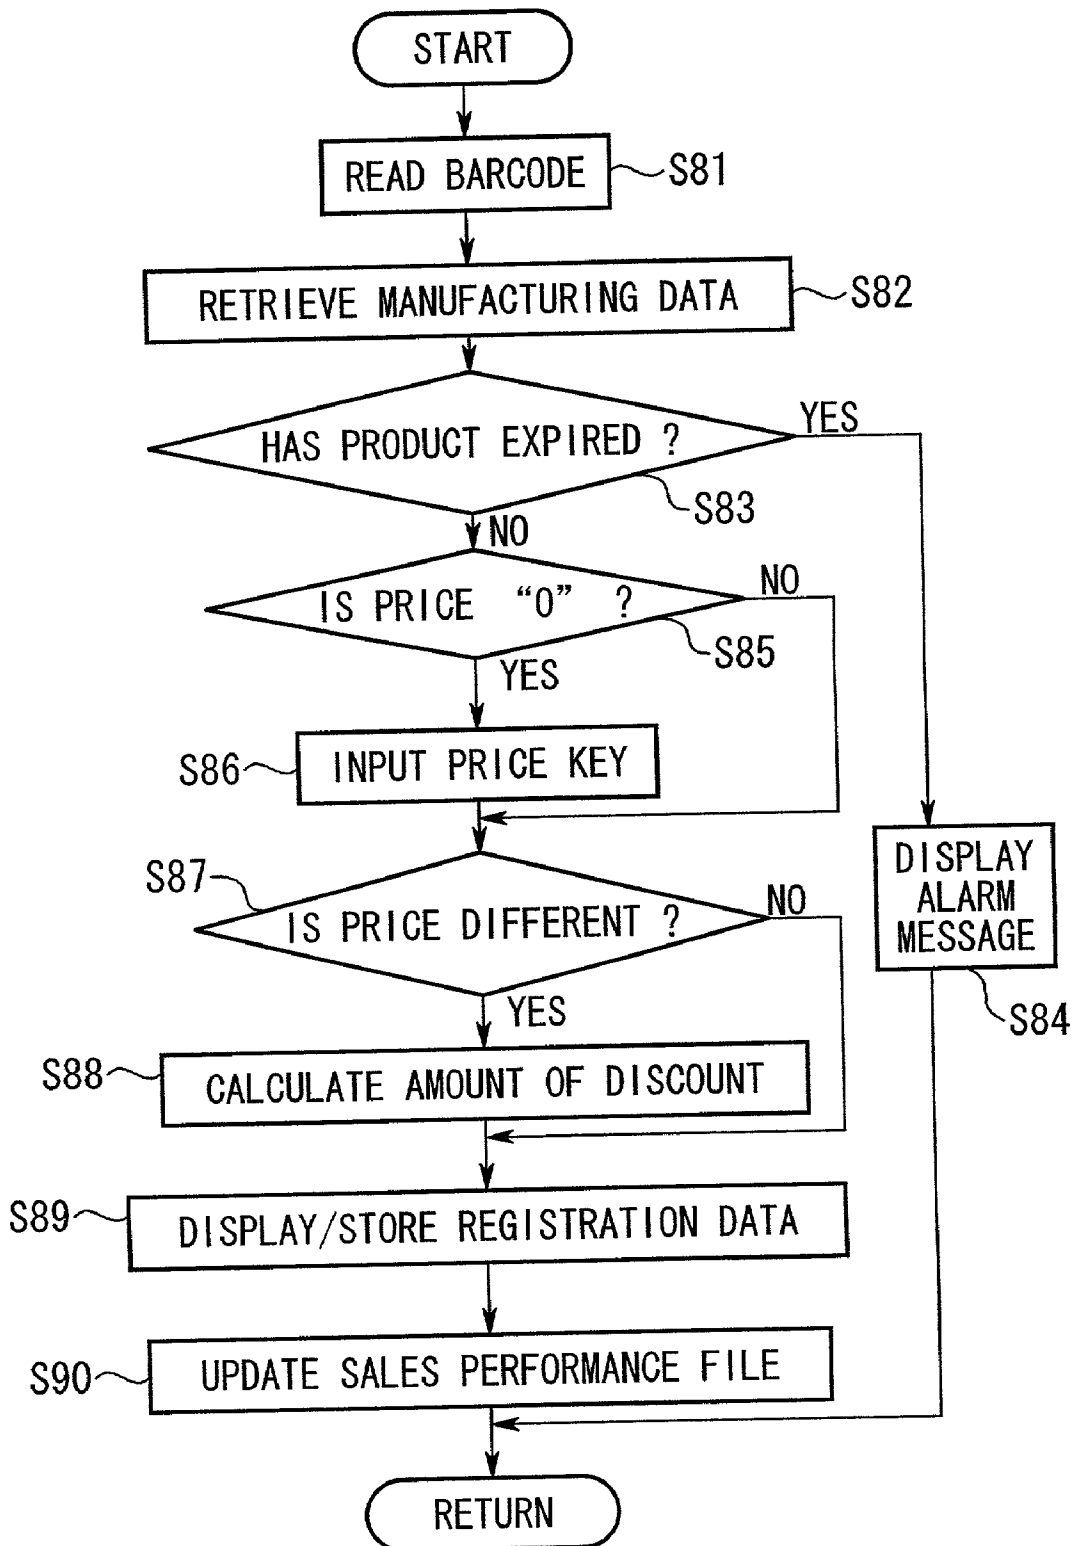 START
READ BARCODE
S81
RETRIEVE MANUFACTURING DATA
S82
HAS PRODUCT EXPIRED ?
YES
S83
NO
IS PRICE “0” ?
NO
S85
YES
S86
INPUT PRICE KEY
S87
IS PRICE DIFFERENT ?
NO
DISPLAY
ALARM
MESSAGE
S84
YES
S88
CALCULATE AMOUNT OF DISCOUNT
S89
DISPLAY/STORE REGISTRATION DATA
S90
UPDATE SALES PERFORMANCE FILE
RETURN